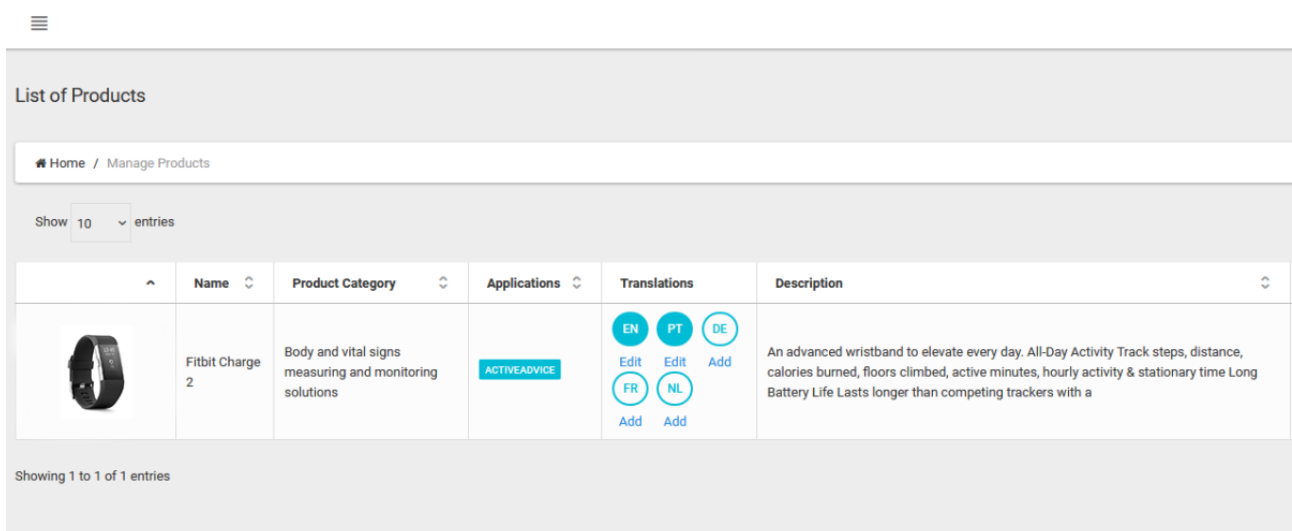 List of Products
Home / Manage Products
Show 10 entries
Name Product Category Applications Translations Description
Fitbit Charge
2
Body and vital signs
measuring and monitoring
solutions
ACTIVEADVICE
EN PT DE
Edit Edit Add
FR NL
Add Add
An advanced wristband to elevate every day. All-Day Activity Track steps, distance,
calories burned, floors climbed, active minutes, hourly activity & stationary time Long
Battery Life Lasts longer than competing trackers with a
Showing 1 to 1 of 1 entries